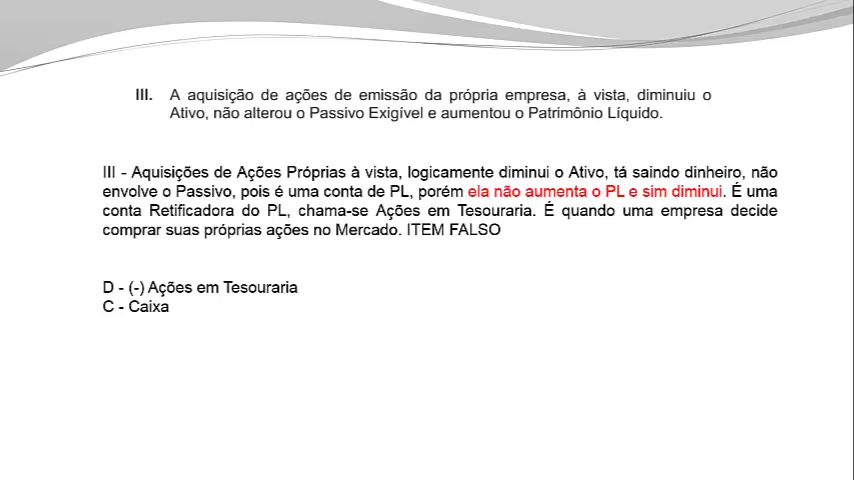 III. A aquisição de ações de emissão da própria empresa, à vista, diminuiu o
Ativo, não alterou o Passivo Exigível e aumentou o Patrimônio Líquido.
III - Aquisições de Ações Próprias à vista, logicamente diminui o Ativo, tá saindo dinheiro, não
envolve o Passivo, pois é uma conta de PL, porém ela não aumenta o PL e sim diminui. É uma
conta Retificadora do PL, chama-se Ações em Tesouraria. É quando uma empresa decide
comprar suas próprias ações no Mercado. ITEM FALSO
D - (-) Ações em Tesouraria
C - Caixa